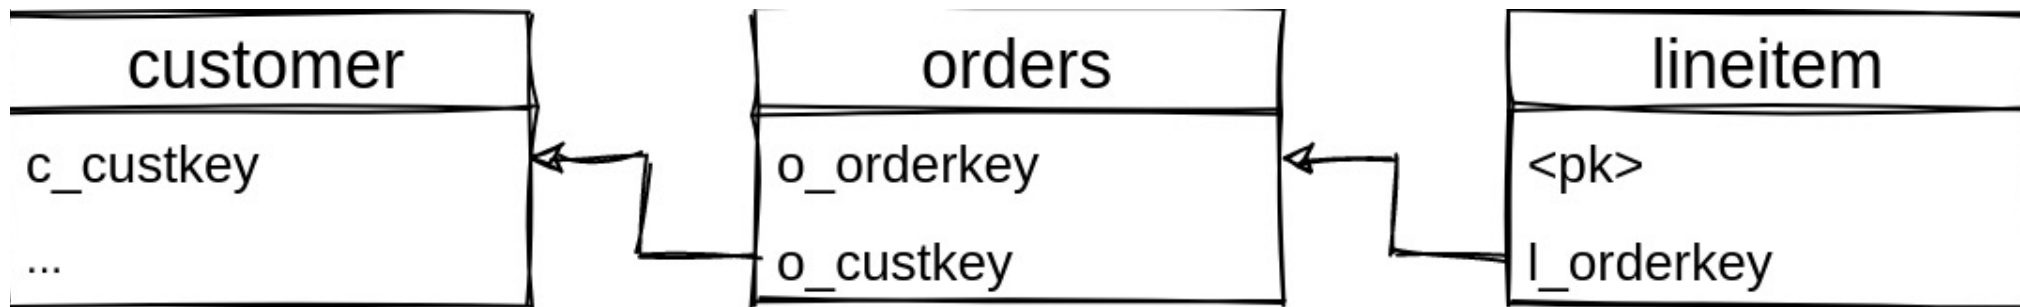 customer
c_custkey
...
orders
o_orderkey
o_custkey
lineitem
<pk>
l_orderkey